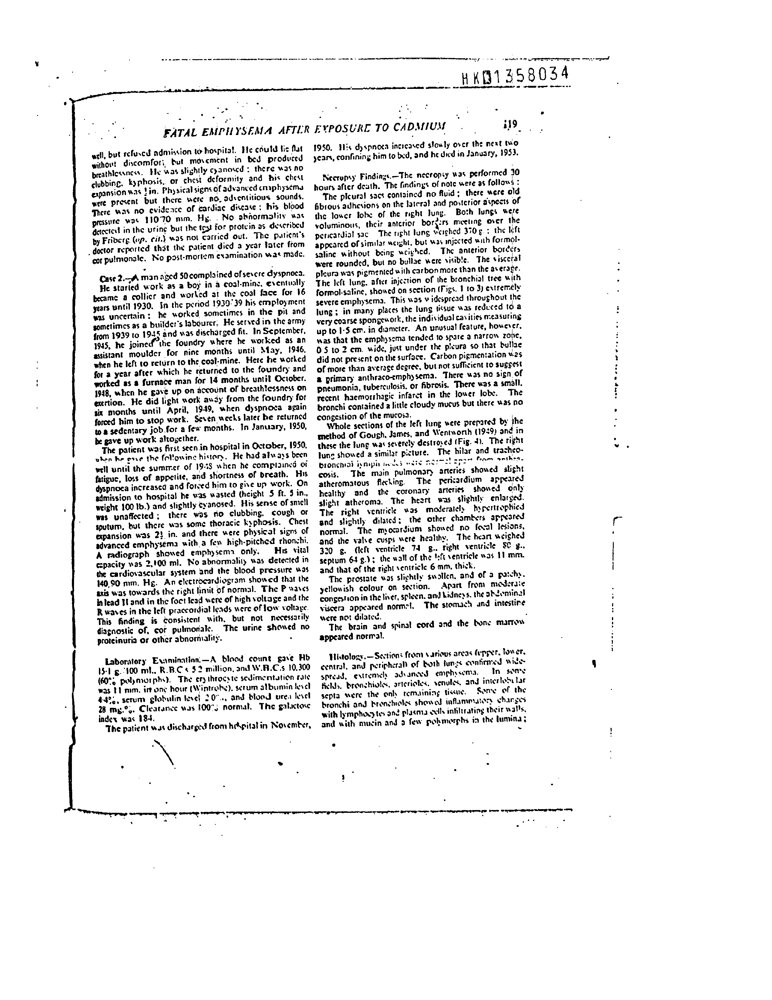 HK01358034
FATAL EMPHYSEMA AFTER EXPOSURE TO CADMIUM 119
well, but refused admission to hospital. He could lie flat
without discomfort, but movement in bed produced
breathlessness. He was slightly cyanosed; there was no
clubbing, kyphosis, or chest deformity and his chest
expansion was in. Physical signs of advanced emphysema
were present but there were no adventitious sounds.
There was no evidence of cardiac disease; his blood
pressure was 110/70 mm. Hg. No abnormality was
detected in the urine but the test for protein as described
by Friberg (op. cit.) was not carried out. The patient's
doctor reported that the patient died a year later from
cor pulmonale. No post-mortem examination was made.
Case 2.—A man aged 50 complained of severe dyspnoea.
He started work as a boy in a coal-mine, eventually
became a collier and worked at the coal face for 16
years until 1930. In the period 1930/39 his employment
was uncertain; he worked sometimes in the pit and
sometimes as a builder's labourer. He served in the army
from 1939 to 1945 and was discharged fit. In September,
1945, he joined the foundry where he worked as an
assistant moulder for nine months until May, 1946,
when he left to return to the coal-mine. Here he worked
for a year after which he returned to the foundry and
worked as a furnace man for 14 months until October,
1948, when he gave up on account of breathlessness on
exertion. He did light work away from the foundry for
six months until April, 1949, when dyspnoea again
forced him to stop work. Seven weeks later he returned
to a sedentary job for a few months. In January, 1950,
he gave up work altogether.
The patient was first seen in hospital in October, 1950,
when he gave the following history. He had always been
well until the summer of 1948 when he complained of
fatigue, loss of appetite, and shortness of breath. His
dyspnoea increased and forced him to give up work. On
admission to hospital he was wasted (height 5 ft. 5 in.,
weight 100 lb.) and slightly cyanosed. His sense of smell
was unaffected; there was no clubbing, cough or
sputum, but there was some thoracic kyphosis. Chest
expansion was 2½ in. and there were physical signs of
advanced emphysema with a few high-pitched rhonchi.
A radiograph showed emphysema only. His vital
capacity was 2,100 ml. No abnormality was detected in
the cardiovascular system and the blood pressure was
140/90 mm. Hg. An electrocardiogram showed that the
axis was towards the right limit of normal. The P waves
in lead II and in the foot lead were of high voltage and the
R waves in the left praecordial leads were of low voltage.
This finding is consistent with, but not necessarily
diagnostic of, cor pulmonale. The urine showed no
proteinuria or other abnormality.
Laboratory Examination.—A blood count gave Hb
15·1 g./100 ml., R.B.C.s 5·2 million, and W.B.C.s 10,300
(60% polymorphs). The erythrocyte sedimentation rate
was 11 mm. in one hour (Wintrobe), serum albumin level
4·4%, serum globulin level 2·0%, and blood urea level
28 mg.%. Clearance was 100% normal. The galactose
index was 184.
The patient was discharged from hospital in November,
1950. His dyspnoea increased slowly over the next two
years, confining him to bed, and he died in January, 1953.
Necropsy Findings.—The necropsy was performed 30
hours after death. The findings of note were as follows:
The pleural sacs contained no fluid; there were old
fibrous adhesions on the lateral and posterior aspects of
the lower lobe of the right lung. Both lungs were
voluminous, their anterior borders meeting over the
pericardial sac. The right lung weighed 370 g.; the left
appeared of similar weight, but was injected with formol-
saline without being weighed. The anterior borders
were rounded, but no bullae were visible. The visceral
pleura was pigmented with carbon more than the average.
The left lung, after injection of the bronchial tree with
formol-saline, showed on section (Figs. 1 to 3) extremely
severe emphysema. This was widespread throughout the
lung; in many places the lung tissue was reduced to a
very coarse spongework, the individual cavities measuring
up to 1·5 cm. in diameter. An unusual feature, however,
was that the emphysema tended to spare a narrow zone,
0·5 to 2 cm. wide, just under the pleura so that bullae
did not present on the surface. Carbon pigmentation was
of more than average degree, but not sufficient to suggest
a primary anthraco-emphysema. There was no sign of
pneumonia, tuberculosis, or fibrosis. There was a small,
recent haemorrhagic infarct in the lower lobe. The
bronchi contained a little cloudy mucus but there was no
congestion of the mucosa.
Whole sections of the left lung were prepared by the
method of Gough, James, and Wentworth (1949) and in
these the lung was severely destroyed (Fig. 4). The right
lung showed a similar picture. The hilar and tracheo-
bronchial lymph nodes were normal apart from anthra-
cosis. The main pulmonary arteries showed slight
atheromatous flecking. The pericardium appeared
healthy and the coronary arteries showed only
slight atheroma. The heart was slightly enlarged.
The right ventricle was moderately hypertrophied
and slightly dilated; the other chambers appeared
normal. The myocardium showed no focal lesions,
and the valve cusps were healthy. The heart weighed
320 g. (left ventricle 74 g., right ventricle 80 g.,
septum 64 g.); the wall of the left ventricle was 11 mm.
and that of the right ventricle 6 mm. thick.
The prostate was slightly swollen, and of a patchy,
yellowish colour on section. Apart from moderate
congestion in the liver, spleen, and kidneys, the abdominal
viscera appeared normal. The stomach and intestine
were not dilated.
The brain and spinal cord and the bone marrow
appeared normal.
Histology.—Sections from various areas (upper, lower,
central, and peripheral) of both lungs confirmed wide-
spread, extremely advanced emphysema. In some
fields, bronchioles, arterioles, venules, and interlobular
septa were the only remaining tissue. Some of the
bronchi and bronchioles showed inflammatory changes
with lymphocytes and plasma cells infiltrating their walls,
and with mucin and a few polymorphs in the lumina;